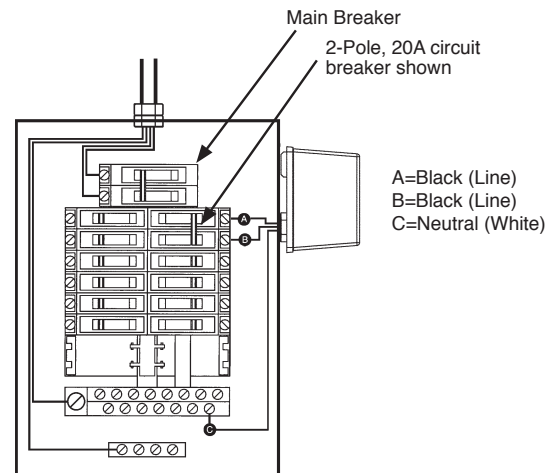 Main Breaker
2-Pole, 20A circuit
breaker shown
A
B
A=Black (Line)
B=Black (Line)
C=Neutral (White)
C